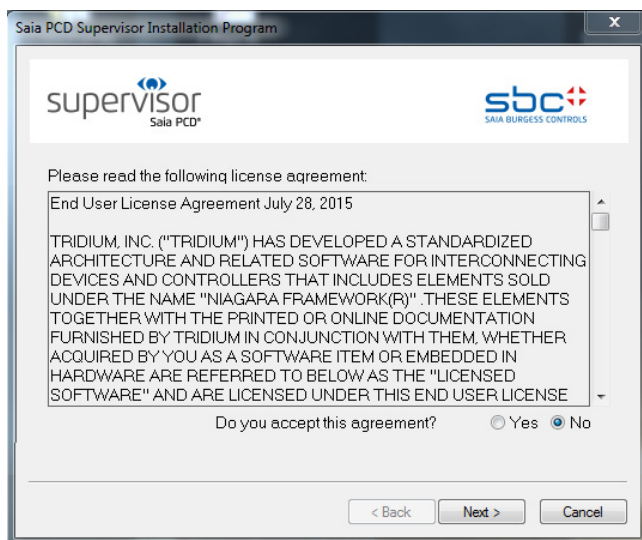 Saia PCD Supervisor Installation Program
x
supervisor
Saia PCD®
sbc
SAIA BURGESS CONTROLS
Please read the following license agreement:
End User License Agreement July 28, 2015
TRIDIUM, INC. ("TRIDIUM") HAS DEVELOPED A STANDARDIZED
ARCHITECTURE AND RELATED SOFTWARE FOR INTERCONNECTING
DEVICES AND CONTROLLERS THAT INCLUDES ELEMENTS SOLD
UNDER THE NAME "NIAGARA FRAMEWORK(R)" .THESE ELEMENTS
TOGETHER WITH THE PRINTED OR ONLINE DOCUMENTATION
FURNISHED BY TRIDIUM IN CONJUNCTION WITH THEM, WHETHER
ACQUIRED BY YOU AS A SOFTWARE ITEM OR EMBEDDED IN
HARDWARE ARE REFERRED TO BELOW AS THE "LICENSED
SOFTWARE" AND ARE LICENSED UNDER THIS END USER LICENSE
Do you accept this agreement? Yes No
< Back Next > Cancel